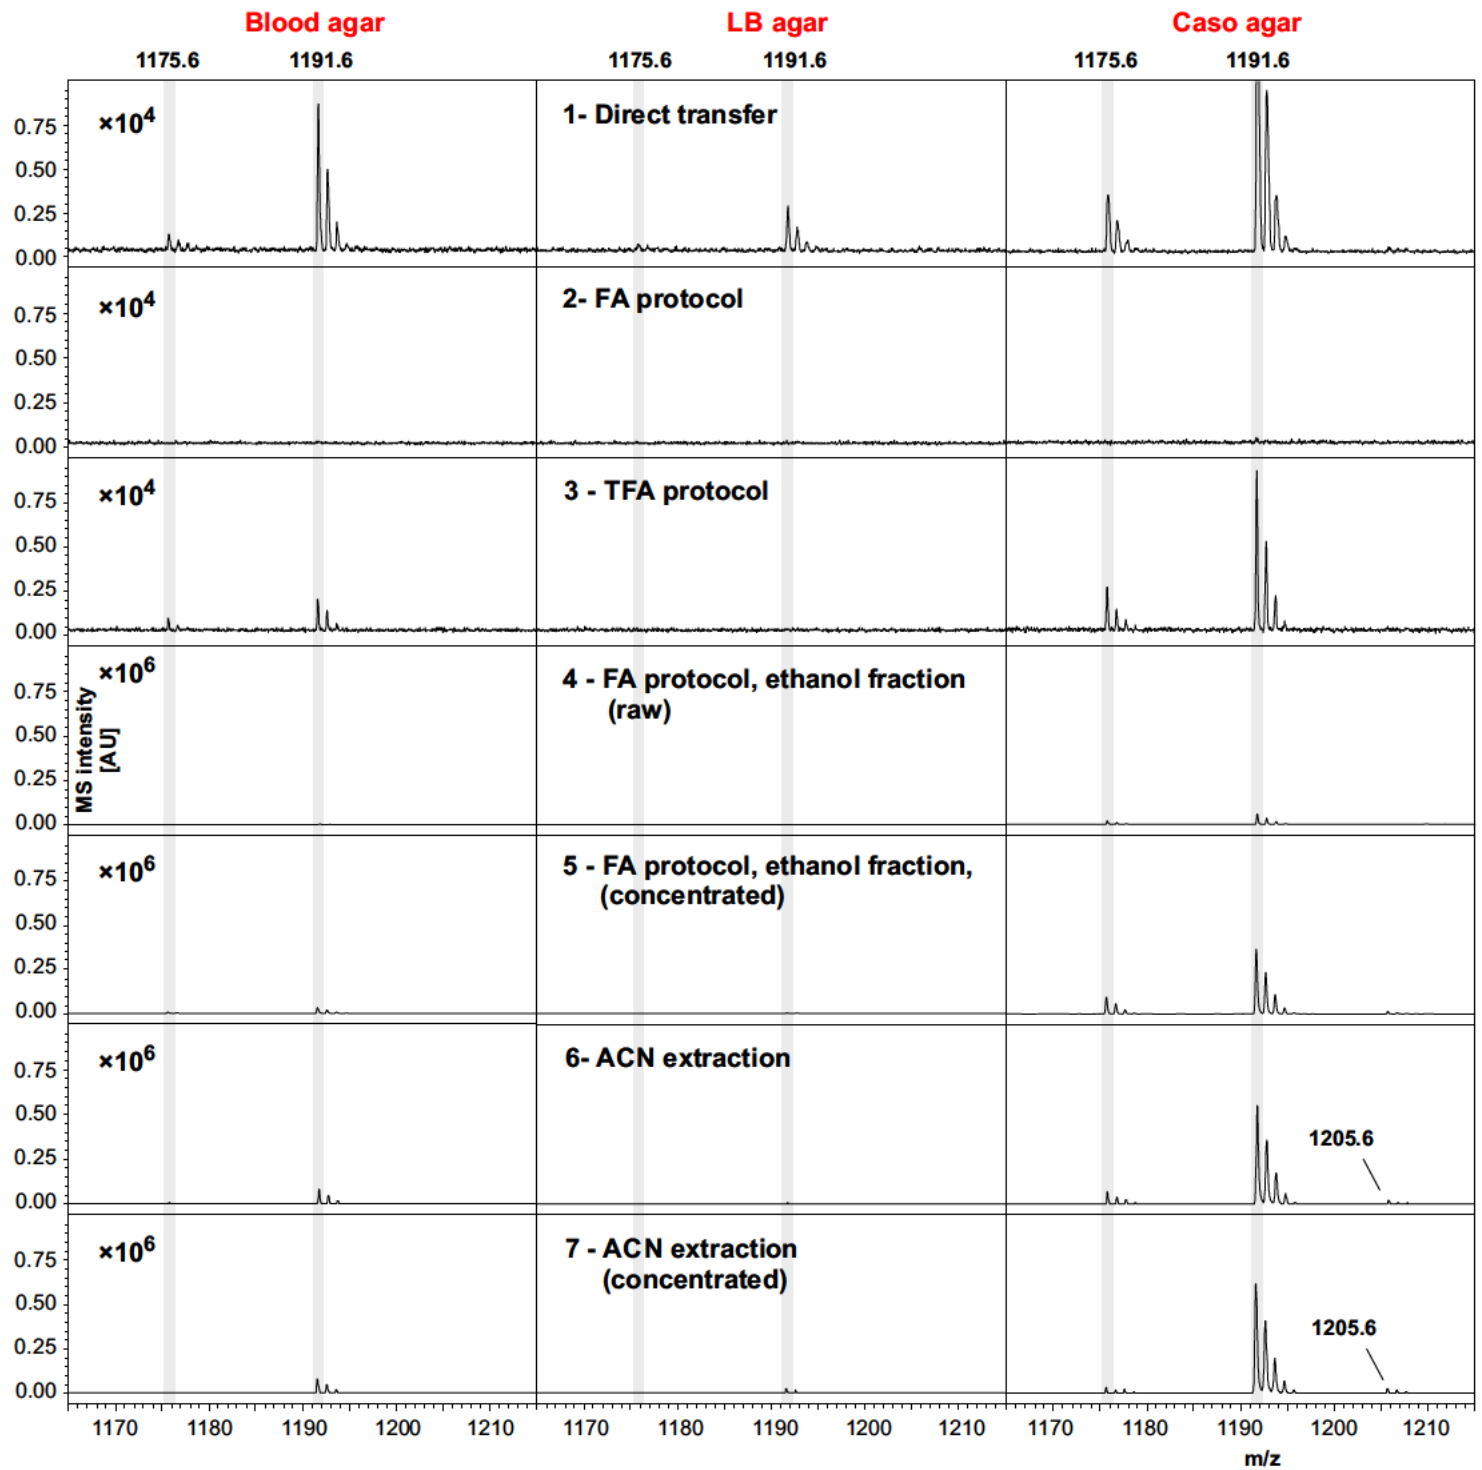 Blood agar LB agar Caso agar
1175.6 1191.6 1175.6 1191.6 1175.6 1191.6
×10⁴ 1- Direct transfer
0.75
0.50
0.25
0.00
×10⁴ 2- FA protocol
0.75
0.50
0.25
0.00
×10⁴ 3 - TFA protocol
0.75
0.50
0.25
0.00
×10⁶ 4 - FA protocol, ethanol fraction
(raw)
0.75
0.50
0.25
0.00
MS intensity
[AU]
×10⁶ 5 - FA protocol, ethanol fraction,
(concentrated)
0.75
0.50
0.25
0.00
×10⁶ 6- ACN extraction
0.75
0.50
0.25
0.00
1205.6
×10⁶ 7 - ACN extraction
(concentrated)
0.75
0.50
0.25
0.00
1205.6
1170 1180 1190 1200 1210 1170 1180 1190 1200 1210 1170 1180 1190 1200 1210
m/z